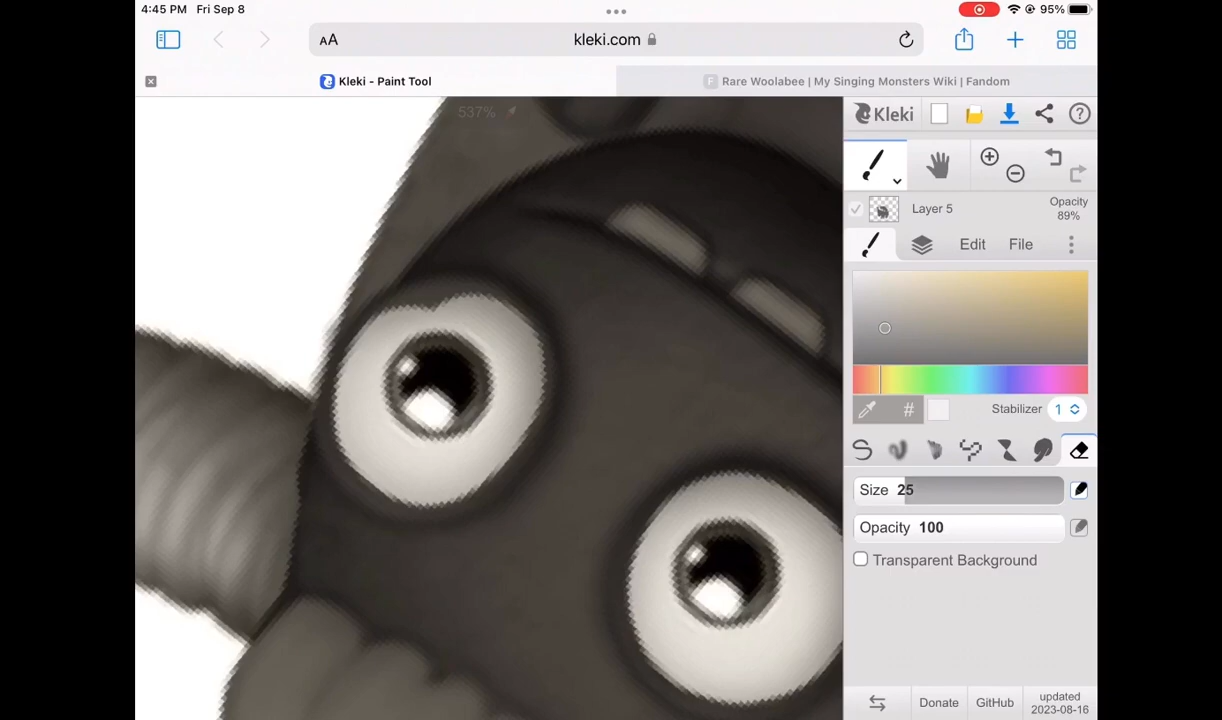 4:45 PM Fri Sep 8
95%
AA kleki.com
Kleki - Paint Tool
F Rare Woolabee | My Singing Monsters Wiki | Fandom
537%
Kleki
Layer 5
Opacity
89%
Edit File
# Stabilizer 1
Size 25
Opacity 100
Transparent Background
Donate GitHub
updated
2023-08-16